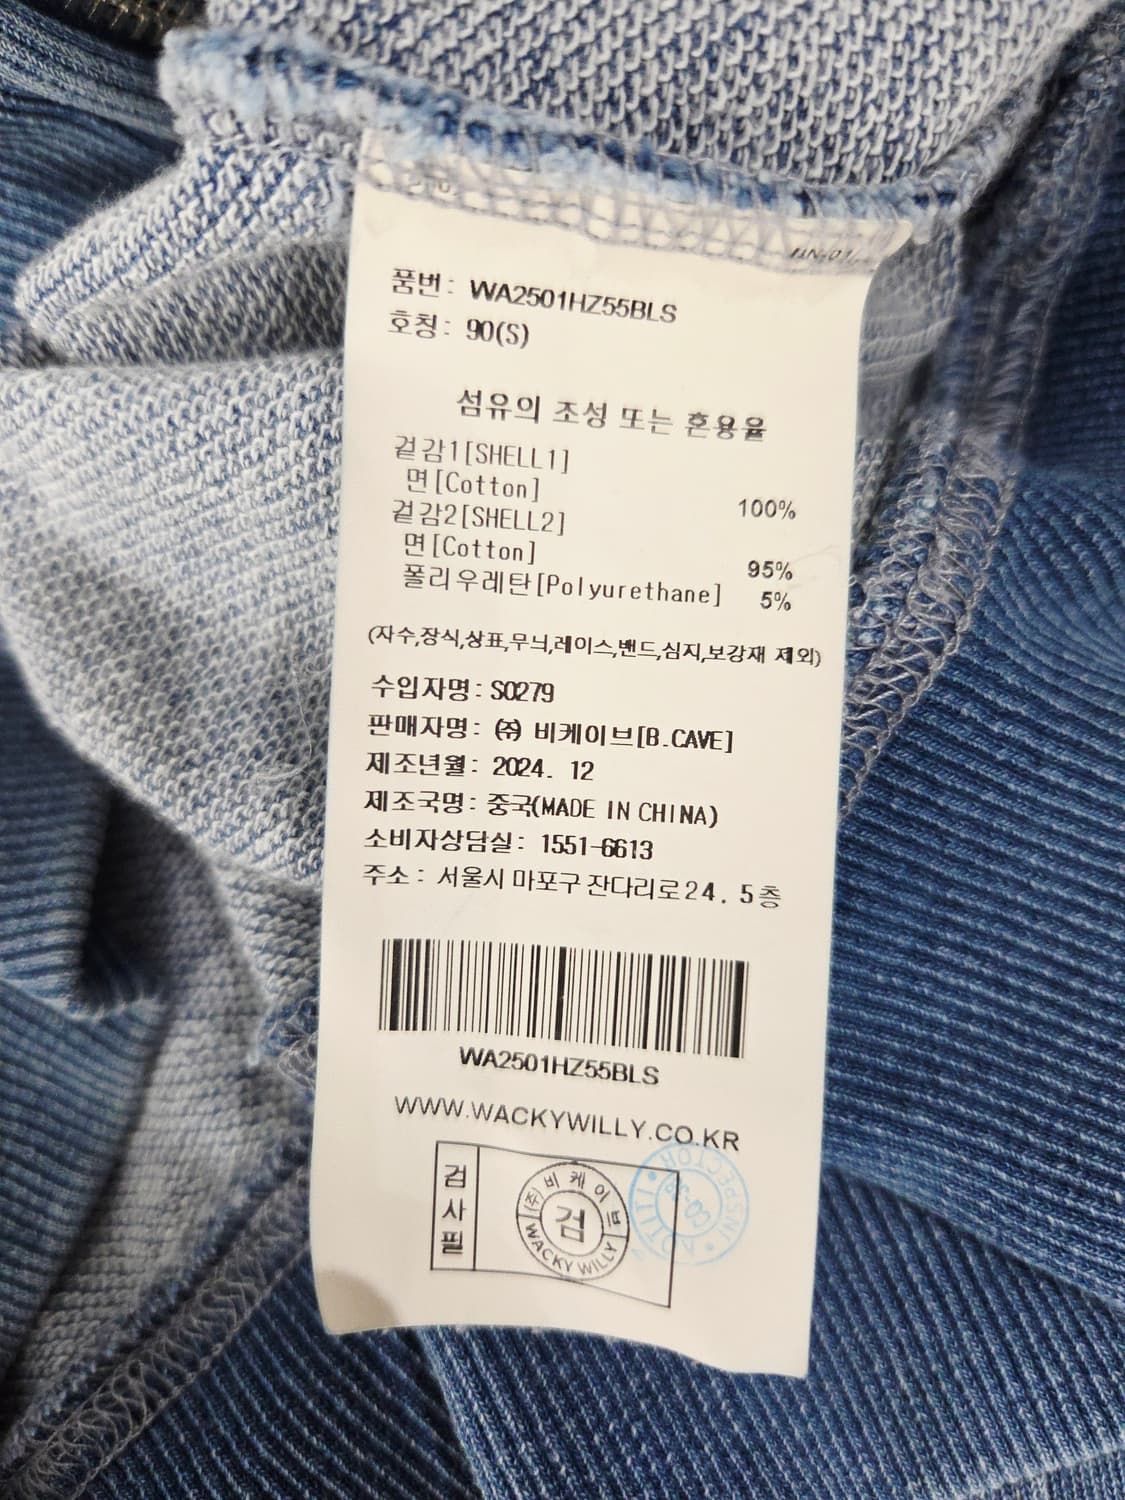 품번: WA2501HZ55BLS
호칭: 90(S)
섬유의 조성 또는 혼용율
겉감1[SHELL1]
면[Cotton] 100%
겉감2[SHELL2]
면[Cotton] 95%
폴리우레탄[Polyurethane] 5%
(자수,장식,상표,무늬,레이스,밴드,심지,보강재 제외)
수입자명: S0279
판매자명: ㈜ 비케이브[B.CAVE]
제조년월: 2024. 12
제조국명: 중국(MADE IN CHINA)
소비자상담실: 1551-6613
주소: 서울시 마포구 잔다리로24, 5층
WA2501HZ55BLS
WWW.WACKYWILLY.CO.KR
검사필
(주)비케이브
검
WACKY WILLY
INSPECTOR